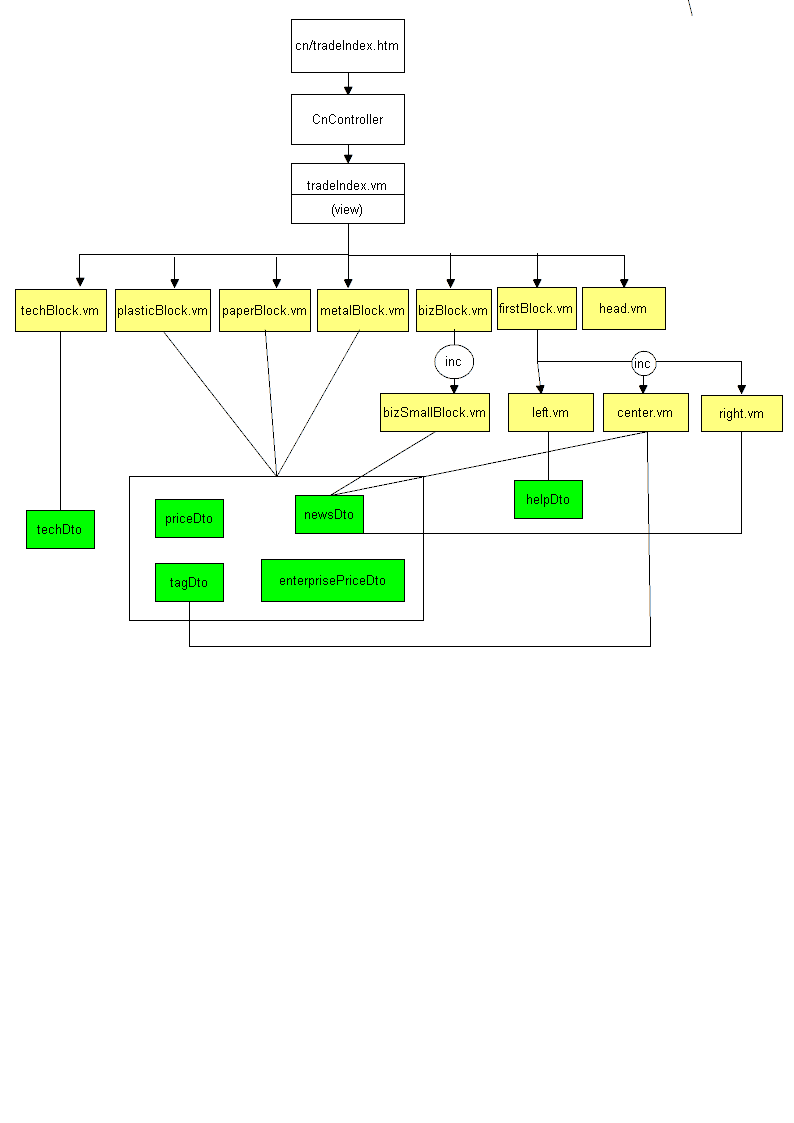 cn/tradeIndex.htm
CnController
tradeIndex.vm
(view)
techBlock.vm
plasticBlock.vm
paperBlock.vm
metalBlock.vm
bizBlock.vm
firstBlock.vm
head.vm
inc
inc
bizSmallBlock.vm
left.vm
center.vm
right.vm
helpDto
priceDto
newsDto
techDto
tagDto
enterprisePriceDto